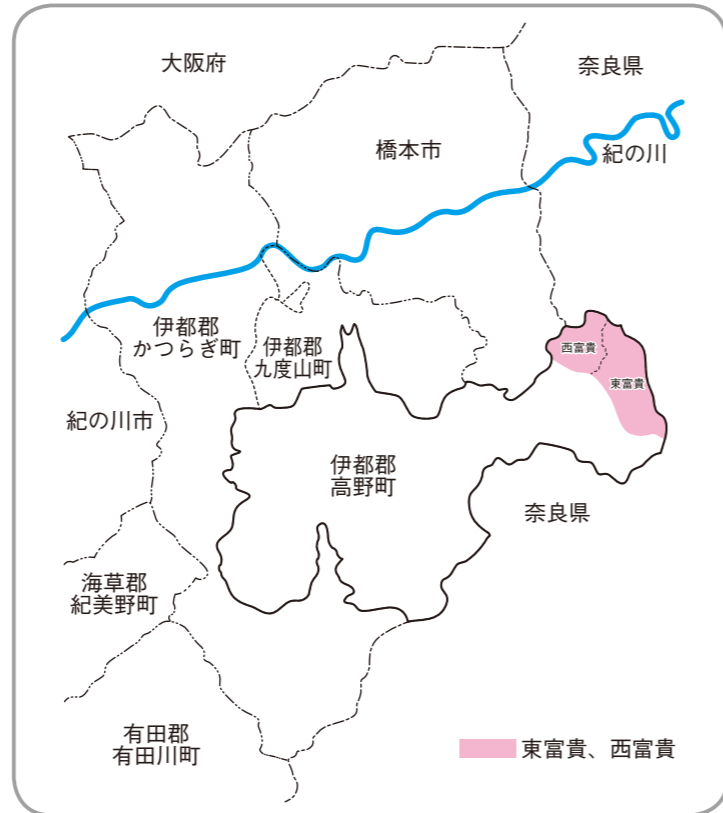 大阪府
奈良県
橋本市
紀の川
伊都郡
かつらぎ町
伊都郡
九度山町
西富貴
東富貴
紀の川市
伊都郡
高野町
奈良県
海草郡
紀美野町
有田郡
有田川町
東富貴、西富貴